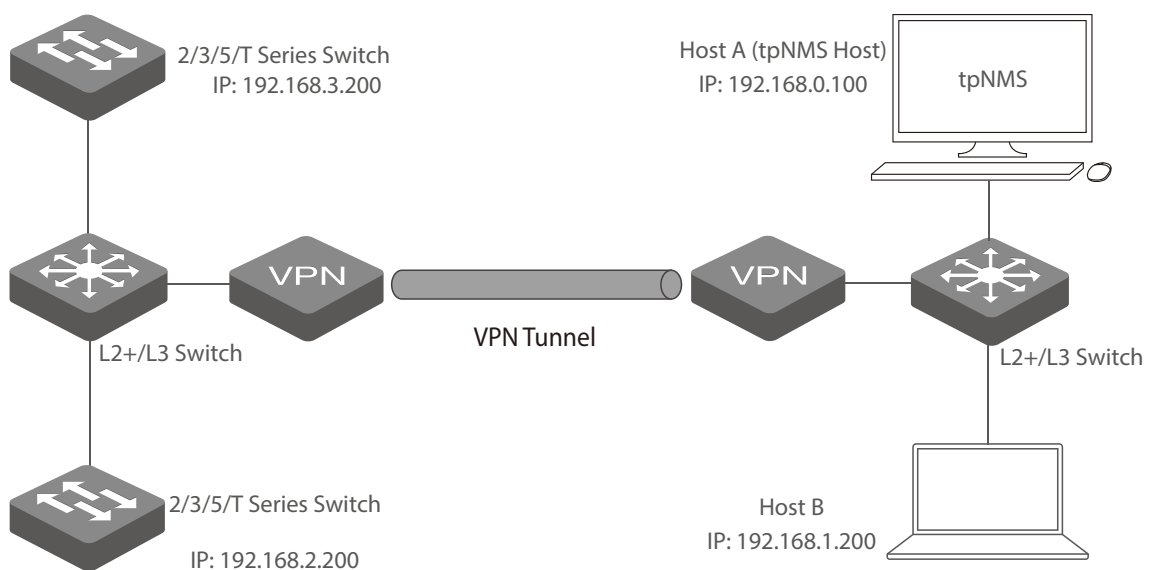 2/3/5/T Series Switch
IP: 192.168.3.200
Host A (tpNMS Host)
IP: 192.168.0.100
tpNMS
VPN
VPN
VPN Tunnel
L2+/L3 Switch
L2+/L3 Switch
2/3/5/T Series Switch
IP: 192.168.2.200
Host B
IP: 192.168.1.200